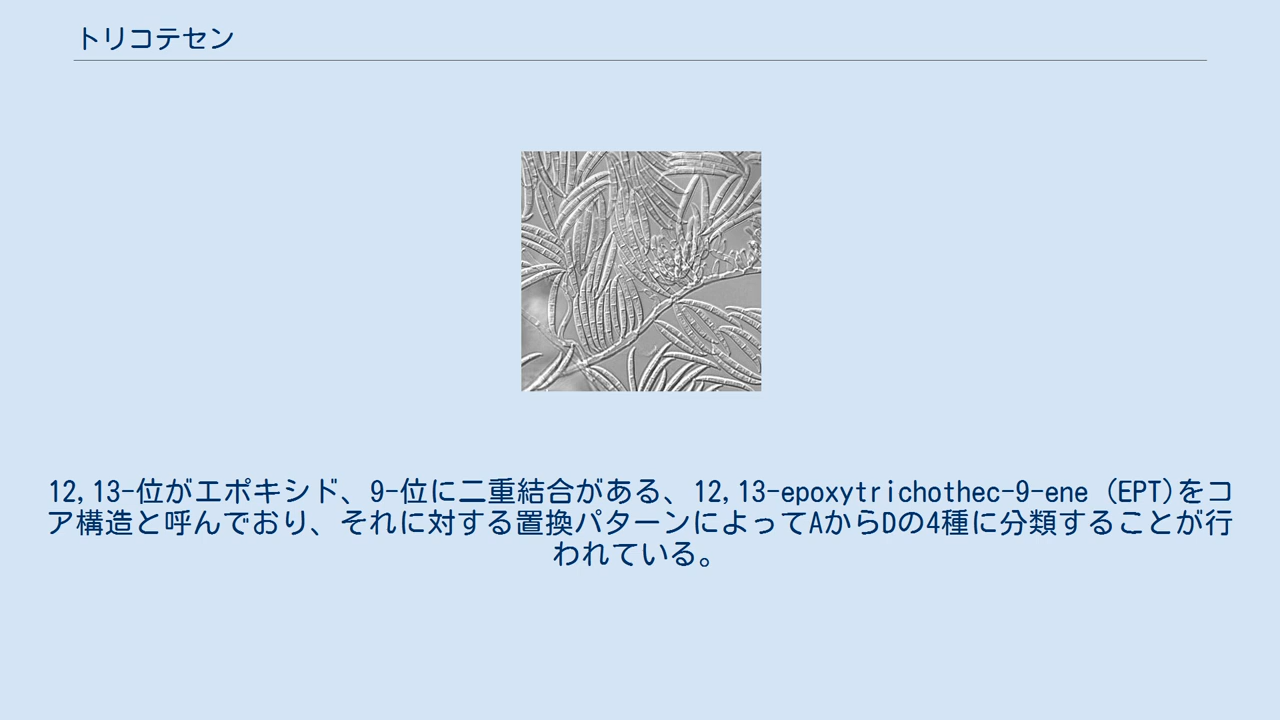 トリコテセン
12,13-位がエポキシド、9-位に二重結合がある、12,13-epoxytrichothec-9-ene (EPT)をコ
ア構造と呼んでおり、それに対する置換パターンによってAからDの4種に分類することが行
われている。